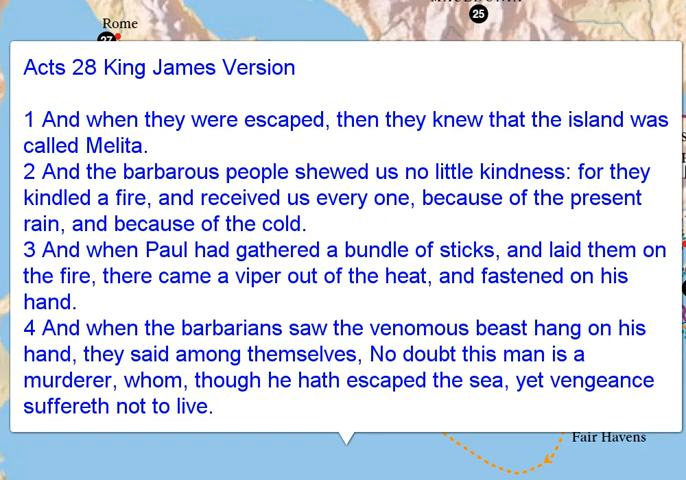 Rome
25
27
Acts 28 King James Version
1 And when they were escaped, then they knew that the island was
called Melita.
2 And the barbarous people shewed us no little kindness: for they
kindled a fire, and received us every one, because of the present
rain, and because of the cold.
3 And when Paul had gathered a bundle of sticks, and laid them on
the fire, there came a viper out of the heat, and fastened on his
hand.
4 And when the barbarians saw the venomous beast hang on his
hand, they said among themselves, No doubt this man is a
murderer, whom, though he hath escaped the sea, yet vengeance
suffereth not to live.
Fair Havens